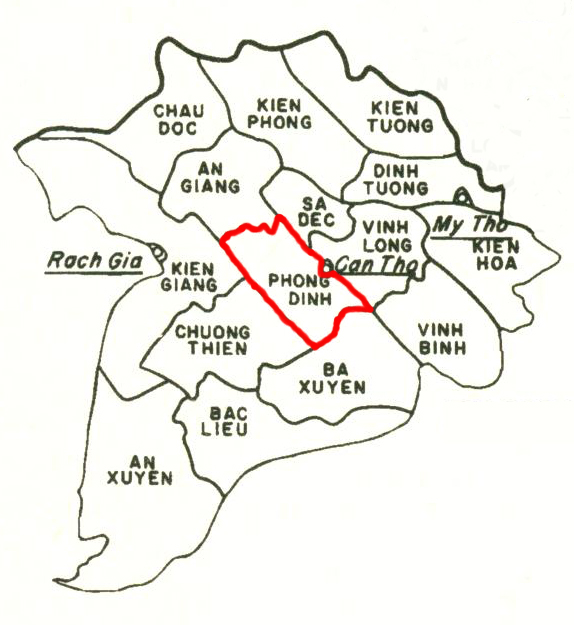 CHAU
DOC
KIEN
PHONG
KIEN
TUONG
AN
GIANG
DINH
TUONG
SA
DEC
VINH
LONG
My Tho
KIEN
HOA
Rach Gia
KIEN
GIANG
Can Tho
PHONG
DINH
CHUONG
THIEN
VINH
BINH
BA
XUYEN
BAC
LIEU
AN
XUYEN